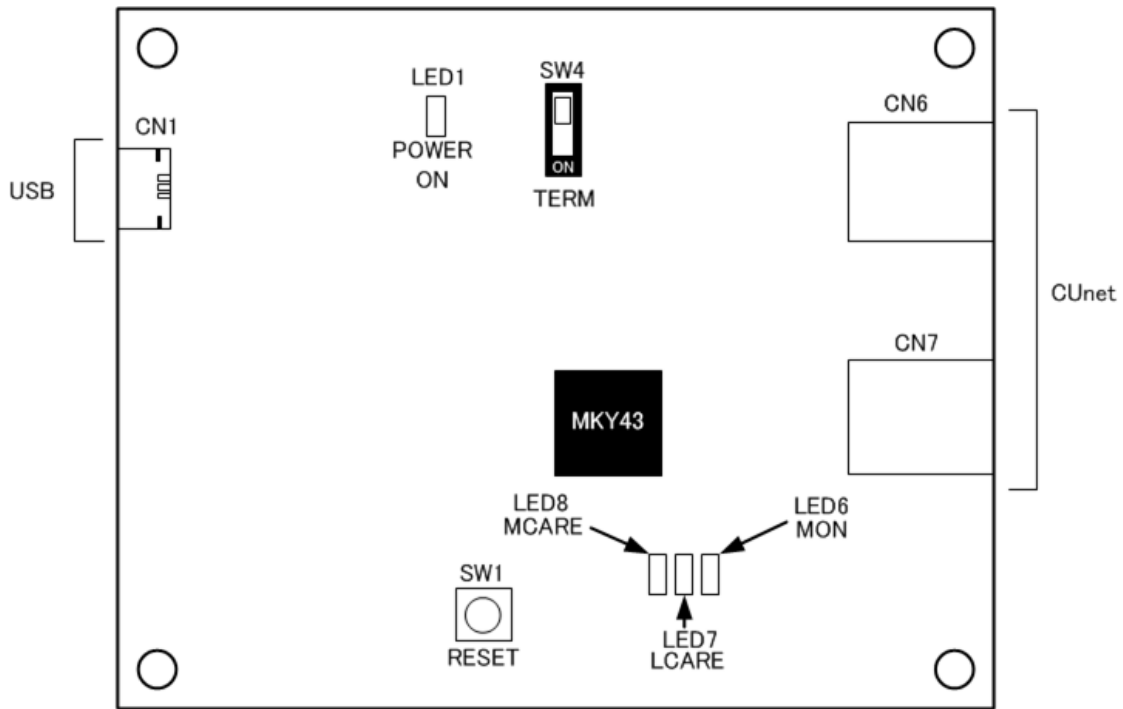 LED1
POWER
ON
SW4
ON
TERM
CN1
USB
CN6
CUnet
CN7
MKY43
LED8
MCARE
LED6
MON
SW1
RESET
LED7
LCARE